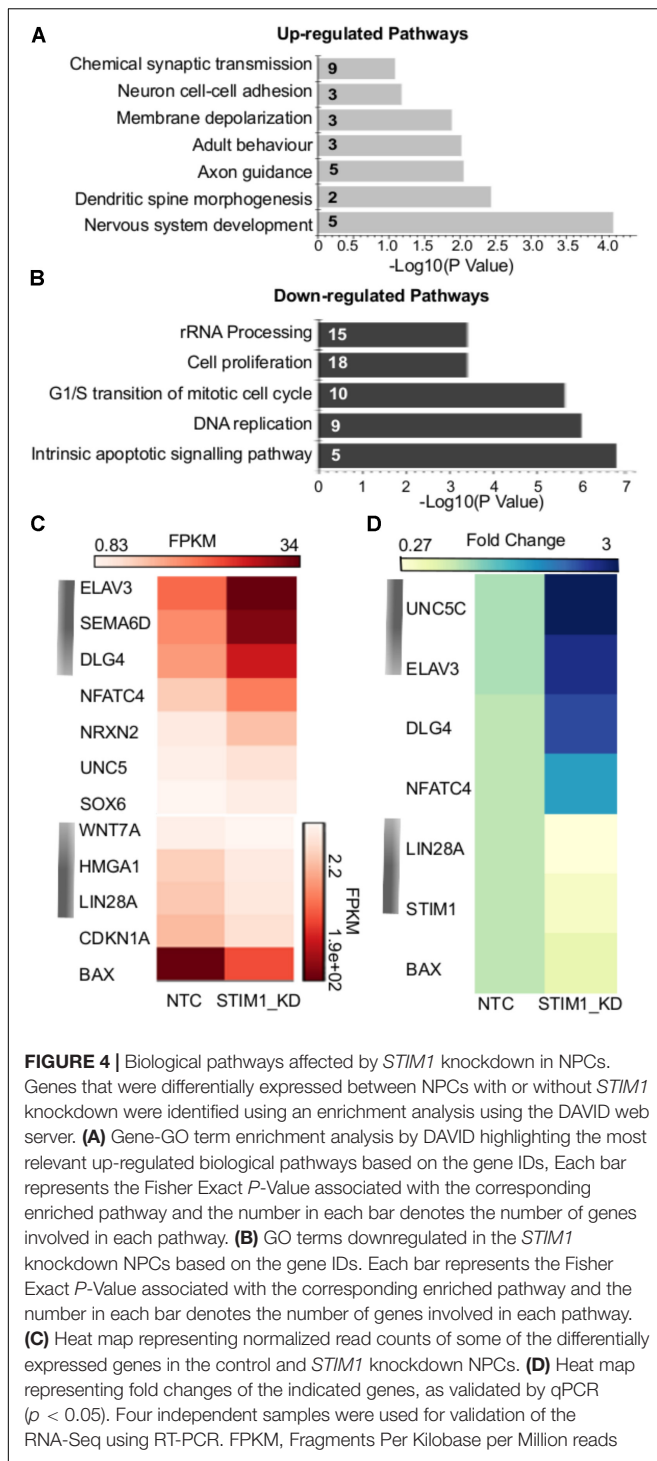 A
Up-regulated Pathways
Chemical synaptic transmission 9
Neuron cell-cell adhesion 3
Membrane depolarization 3
Adult behaviour 3
Axon guidance 5
Dendritic spine morphogenesis 2
Nervous system development 5
0 0.5 1.0 1.5 2.0 2.5 3.0 3.5 4.0
-Log10(P Value)
B
Down-regulated Pathways
rRNA Processing 15
Cell proliferation 18
G1/S transition of mitotic cell cycle 10
DNA replication 9
Intrinsic apoptotic signalling pathway 5
0 1 2 3 4 5 6 7
-Log10(P Value)
C
FPKM
0.83 34
ELAV3
SEMA6D
DLG4
NFATC4
NRXN2
UNC5
SOX6
WNT7A
HMGA1
LIN28A
CDKN1A
BAX
NTC STIM1_KD
2.2 1.9e+02
FPKM
D
Fold Change
0.27 3
UNC5C
ELAV3
DLG4
NFATC4
LIN28A
STIM1
BAX
NTC STIM1_KD
FIGURE 4 | Biological pathways affected by STIM1 knockdown in NPCs.
Genes that were differentially expressed between NPCs with or without STIM1
knockdown were identified using an enrichment analysis using the DAVID web
server. (A) Gene-GO term enrichment analysis by DAVID highlighting the most
relevant up-regulated biological pathways based on the gene IDs, Each bar
represents the Fisher Exact P-Value associated with the corresponding
enriched pathway and the number in each bar denotes the number of genes
involved in each pathway. (B) GO terms downregulated in the STIM1
knockdown NPCs based on the gene IDs. Each bar represents the Fisher
Exact P-Value associated with the corresponding enriched pathway and the
number in each bar denotes the number of genes involved in each pathway.
(C) Heat map representing normalized read counts of some of the differentially
expressed genes in the control and STIM1 knockdown NPCs. (D) Heat map
representing fold changes of the indicated genes, as validated by qPCR
(p < 0.05). Four independent samples were used for validation of the
RNA-Seq using RT-PCR. FPKM, Fragments Per Kilobase per Million reads